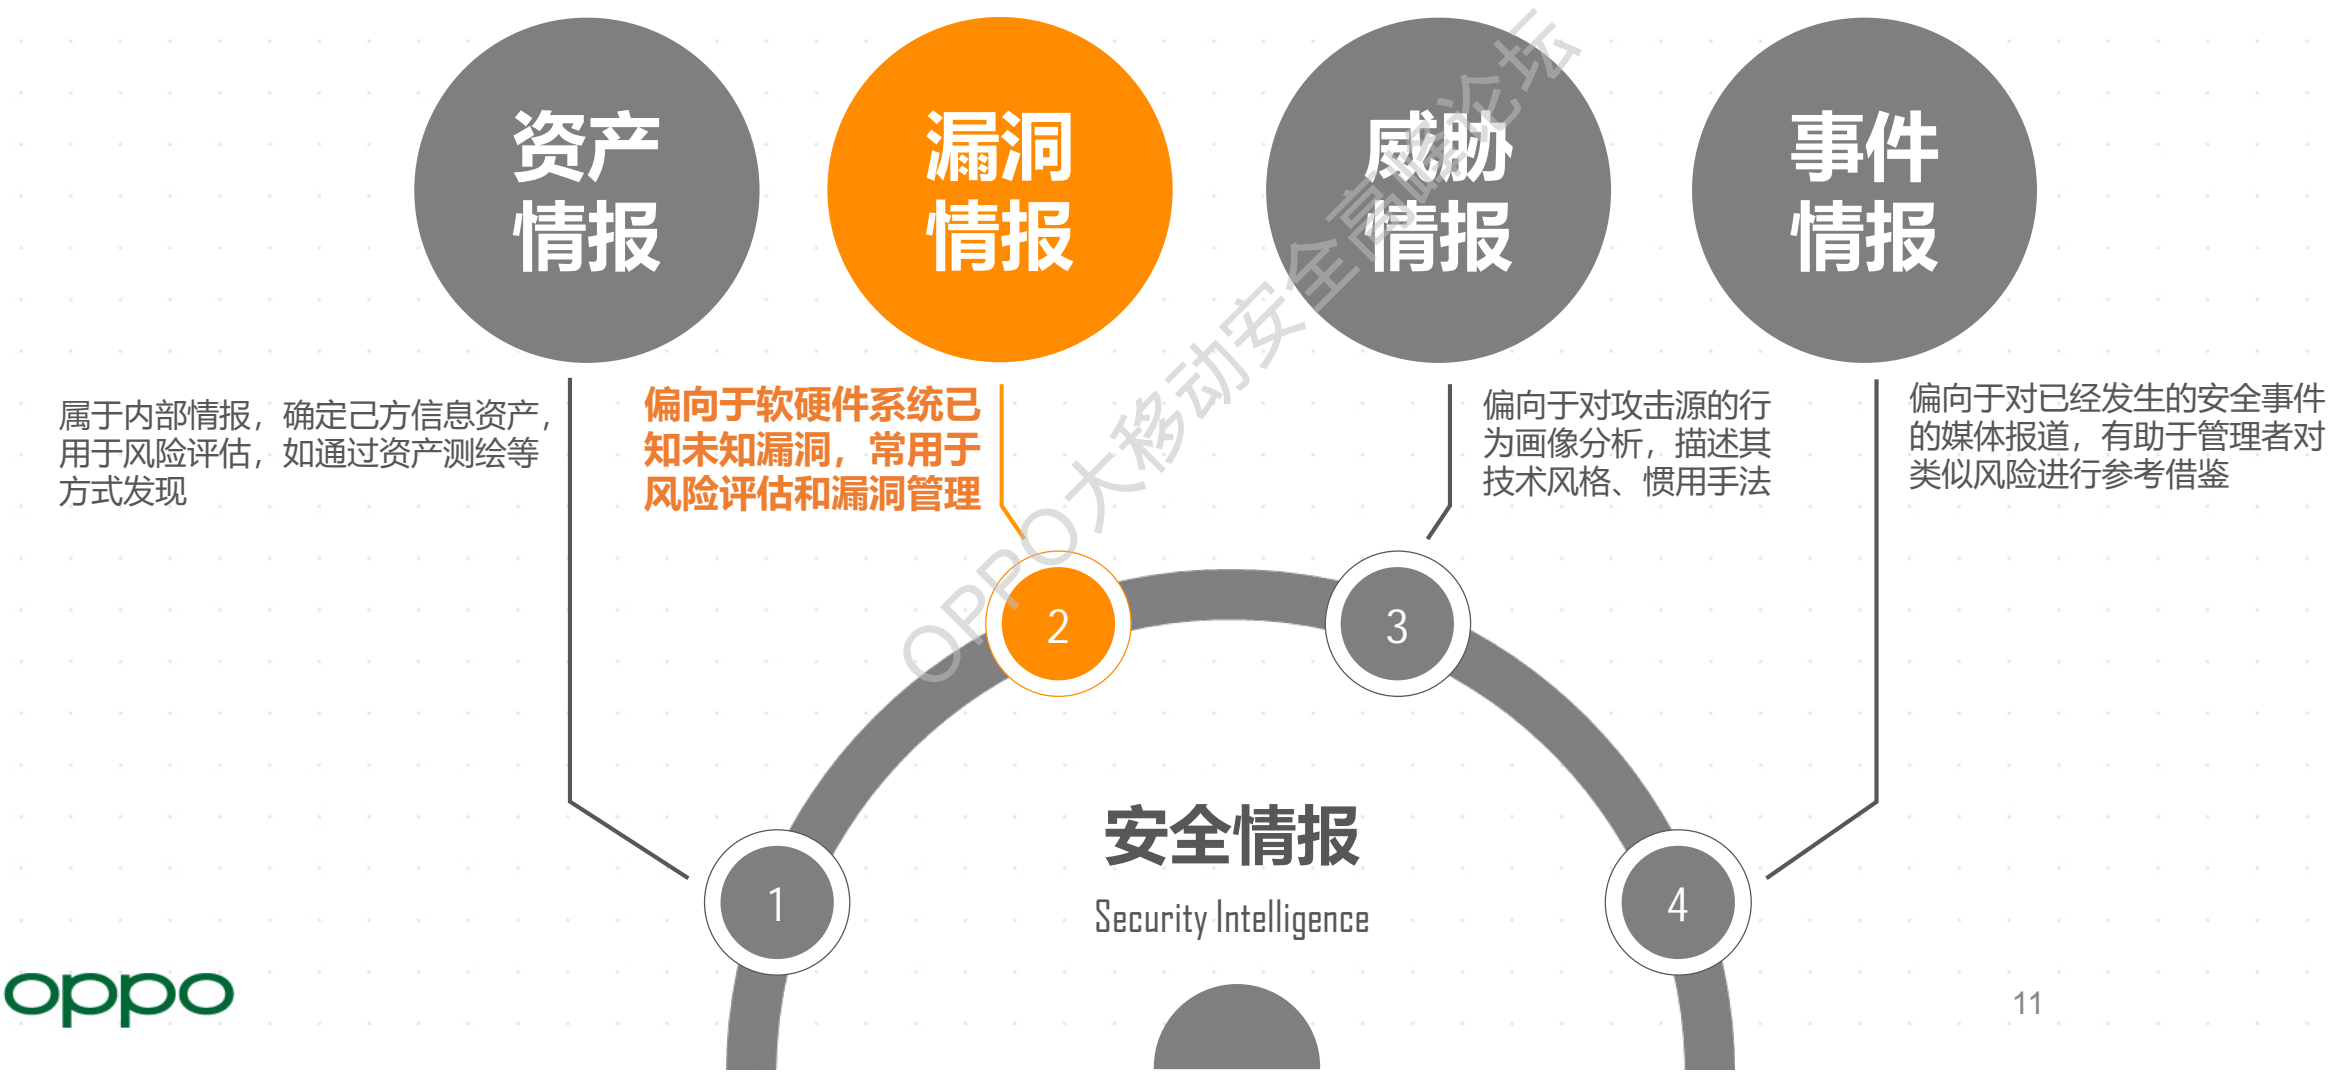 资产
情报
漏洞
情报
威胁
情报
事件
情报
属于内部情报，确定己方信息资产，
用于风险评估，如通过资产测绘等
方式发现
偏向于软硬件系统已
知未知漏洞，常用于
风险评估和漏洞管理
偏向于对攻击源的行
为画像分析，描述其
技术风格、惯用手法
偏向于对已经发生的安全事件
的媒体报道，有助于管理者对
类似风险进行参考借鉴
OPPO大移动安全高峰论坛
2
3
1
4
安全情报
Security Intelligence
oppo
11